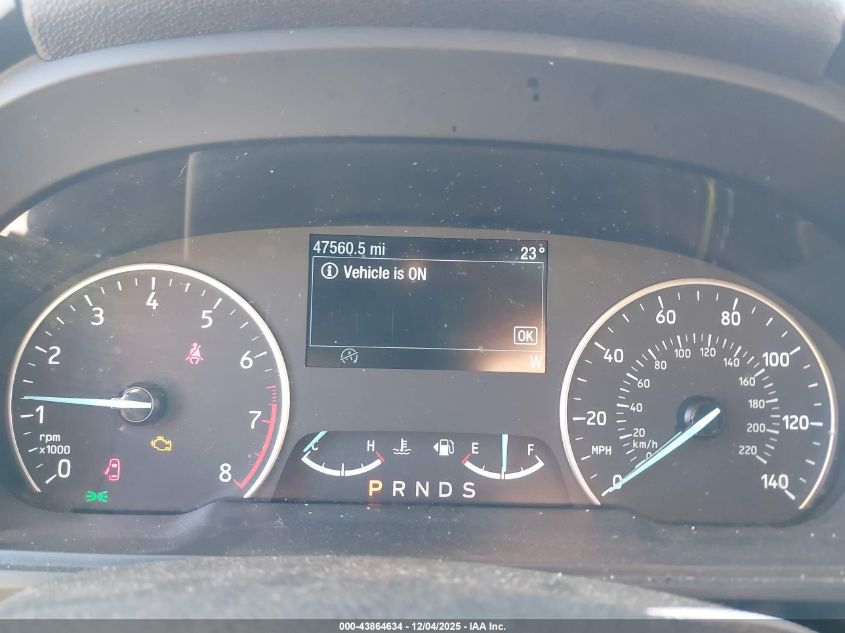 47560.5 mi 23°
Vehicle is ON
OK
W
0 1 2 3 4 5 6 7 8
rpm
x1000
C H E F
P R N D S
0 20 40 60 80 100 120 140
MPH
0 20 40 60 80 100 120 140 160 180 200 220
km/h
000-43864634 - 12/04/2025 - IAA Inc.